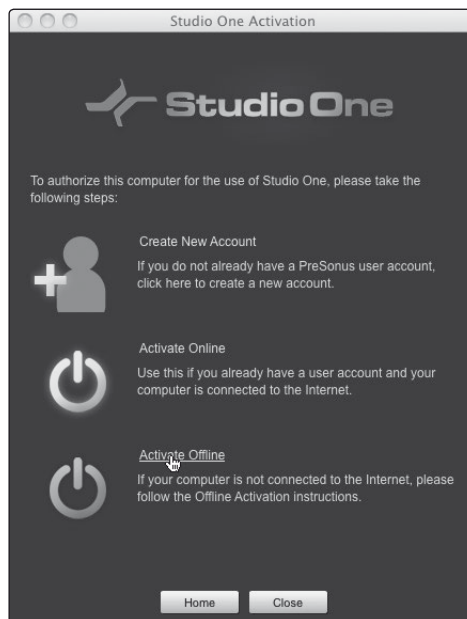 Studio One Activation
Studio One
To authorize this computer for the use of Studio One, please take the
following steps:
Create New Account
If you do not already have a PreSonus user account,
click here to create a new account.
Activate Online
Use this if you already have a user account and your
computer is connected to the Internet.
Activate Offline
If your computer is not connected to the Internet, please
follow the Offline Activation instructions.
Home
Close